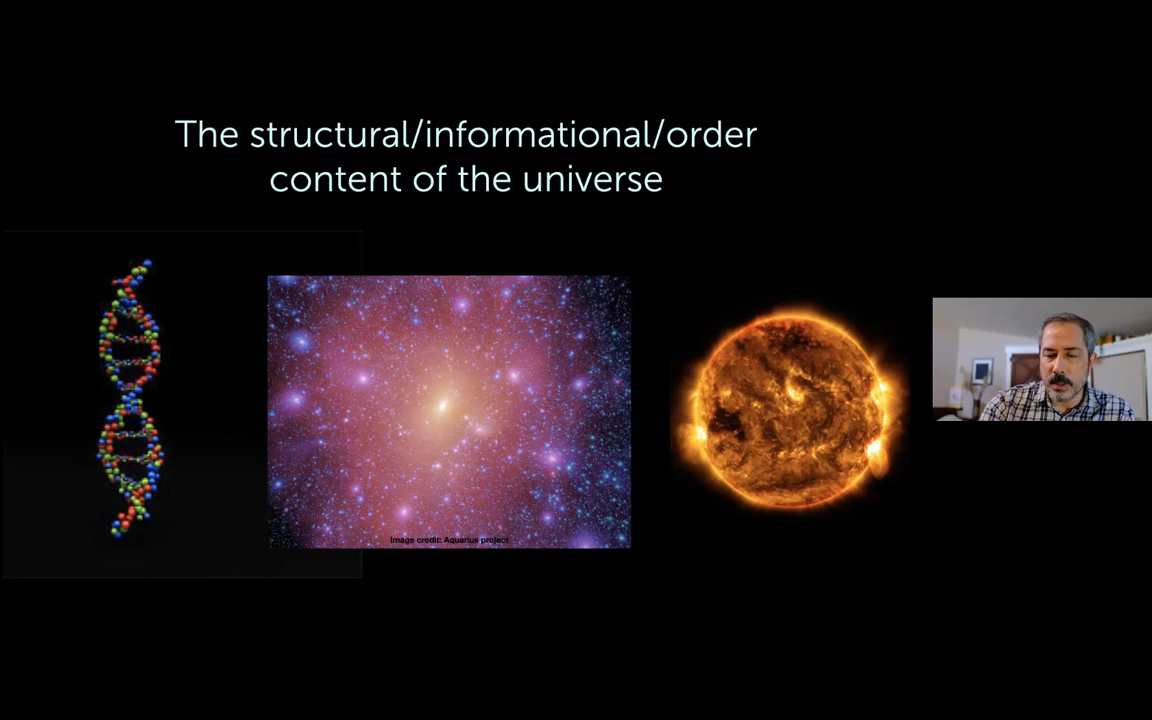 The structural/informational/order
content of the universe
Image credit: Aquarius project